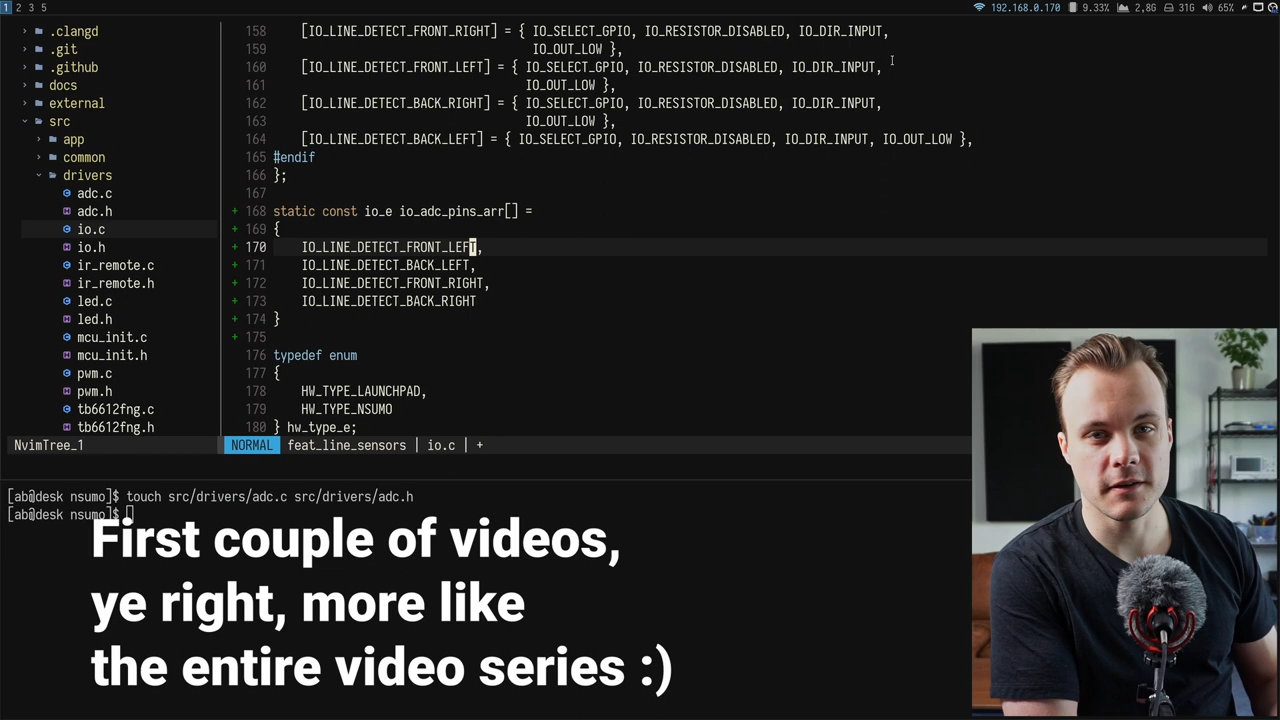 1 2 3 5
192.168.0.170 9.33% 2,8G 31G 65%
.clangd
.git
.github
docs
external
src
app
common
drivers
adc.c
adc.h
io.c
io.h
ir_remote.c
ir_remote.h
led.c
led.h
mcu_init.c
mcu_init.h
pwm.c
pwm.h
tb6612fng.c
tb6612fng.h
158 [IO_LINE_DETECT_FRONT_RIGHT] = { IO_SELECT_GPIO, IO_RESISTOR_DISABLED, IO_DIR_INPUT,
159 IO_OUT_LOW },
160 [IO_LINE_DETECT_FRONT_LEFT] = { IO_SELECT_GPIO, IO_RESISTOR_DISABLED, IO_DIR_INPUT,
161 IO_OUT_LOW },
162 [IO_LINE_DETECT_BACK_RIGHT] = { IO_SELECT_GPIO, IO_RESISTOR_DISABLED, IO_DIR_INPUT,
163 IO_OUT_LOW },
164 [IO_LINE_DETECT_BACK_LEFT] = { IO_SELECT_GPIO, IO_RESISTOR_DISABLED, IO_DIR_INPUT, IO_OUT_LOW },
165 #endif
166 };
167
+ 168 static const io_e io_adc_pins_arr[] =
+ 169 {
+ 170 IO_LINE_DETECT_FRONT_LEFT,
+ 171 IO_LINE_DETECT_BACK_LEFT,
+ 172 IO_LINE_DETECT_FRONT_RIGHT,
+ 173 IO_LINE_DETECT_BACK_RIGHT
+ 174 }
+ 175
176 typedef enum
177 {
178 HW_TYPE_LAUNCHPAD,
179 HW_TYPE_NSUMO
180 } hw_type_e;
NvimTree_1
NORMAL feat_line_sensors | io.c | +
[ab@desk nsumo]$ touch src/drivers/adc.c src/drivers/adc.h
[ab@desk nsumo]$
First couple of videos,
ye right, more like
the entire video series :)